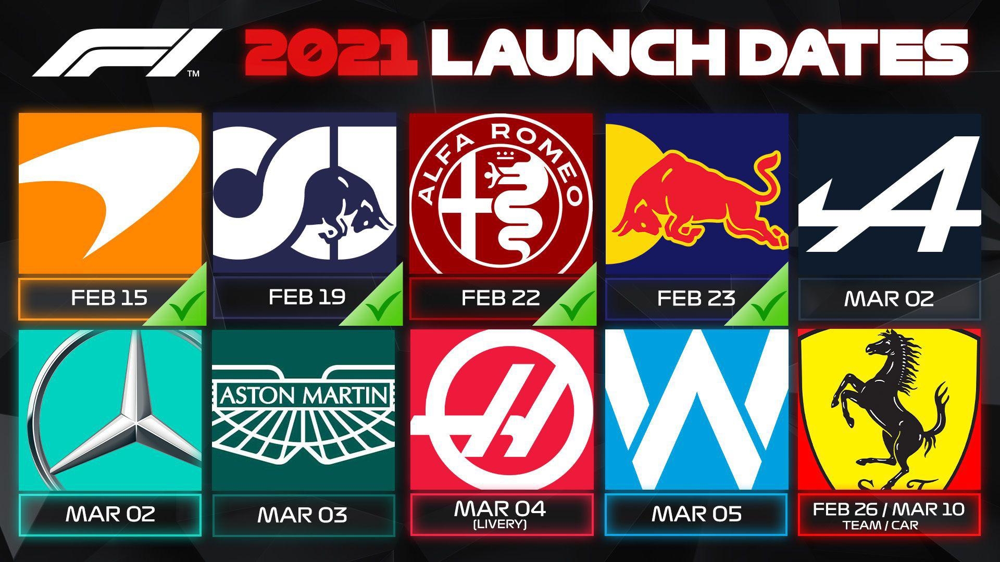 F1 TM
2021 LAUNCH DATES
ALFA ROMEO
FEB 15
FEB 19
FEB 22
FEB 23
MAR 02
ASTON MARTIN
S T
MAR 02
MAR 03
MAR 04
(LIVERY)
MAR 05
FEB 26 / MAR 10
TEAM / CAR